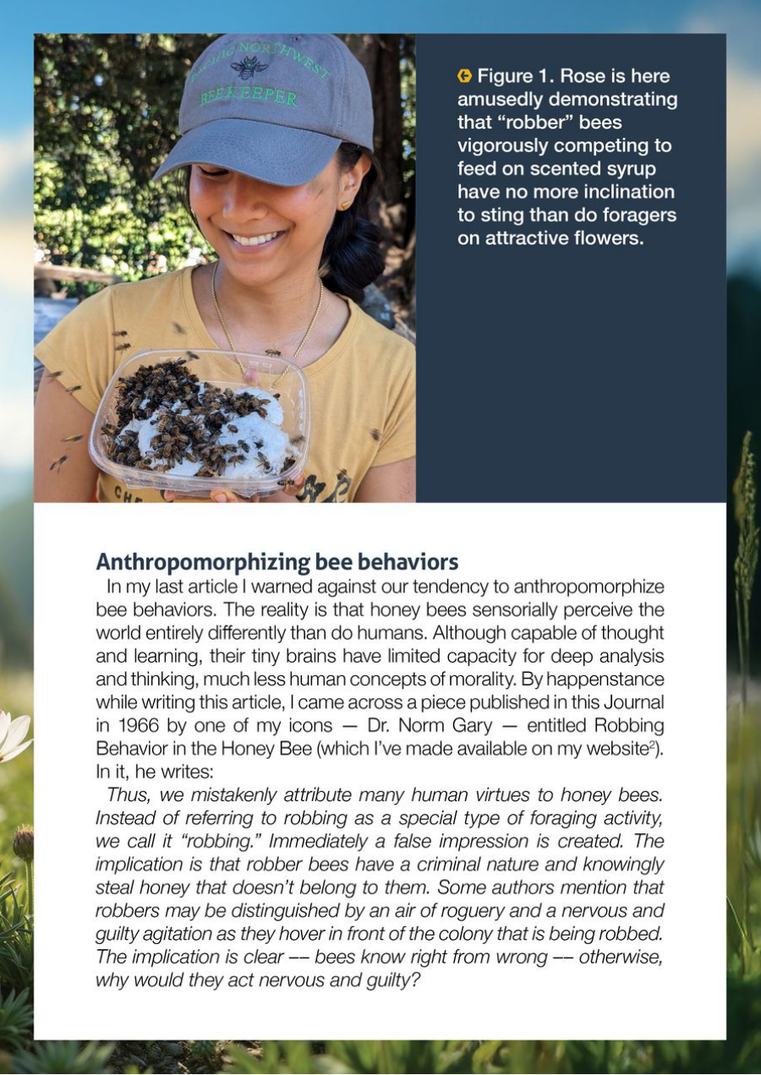 PACIFIC NORTHWEST
BEEKEEPER
CHE
Figure 1. Rose is here
amusedly demonstrating
that “robber” bees
vigorously competing to
feed on scented syrup
have no more inclination
to sting than do foragers
on attractive flowers.
Anthropomorphizing bee behaviors
In my last article I warned against our tendency to anthropomorphize
bee behaviors. The reality is that honey bees sensorially perceive the
world entirely differently than do humans. Although capable of thought
and learning, their tiny brains have limited capacity for deep analysis
and thinking, much less human concepts of morality. By happenstance
while writing this article, I came across a piece published in this Journal
in 1966 by one of my icons — Dr. Norm Gary — entitled Robbing
Behavior in the Honey Bee (which I’ve made available on my website²).
In it, he writes:
Thus, we mistakenly attribute many human virtues to honey bees.
Instead of referring to robbing as a special type of foraging activity,
we call it “robbing.” Immediately a false impression is created. The
implication is that robber bees have a criminal nature and knowingly
steal honey that doesn’t belong to them. Some authors mention that
robbers may be distinguished by an air of roguery and a nervous and
guilty agitation as they hover in front of the colony that is being robbed.
The implication is clear –– bees know right from wrong –– otherwise,
why would they act nervous and guilty?